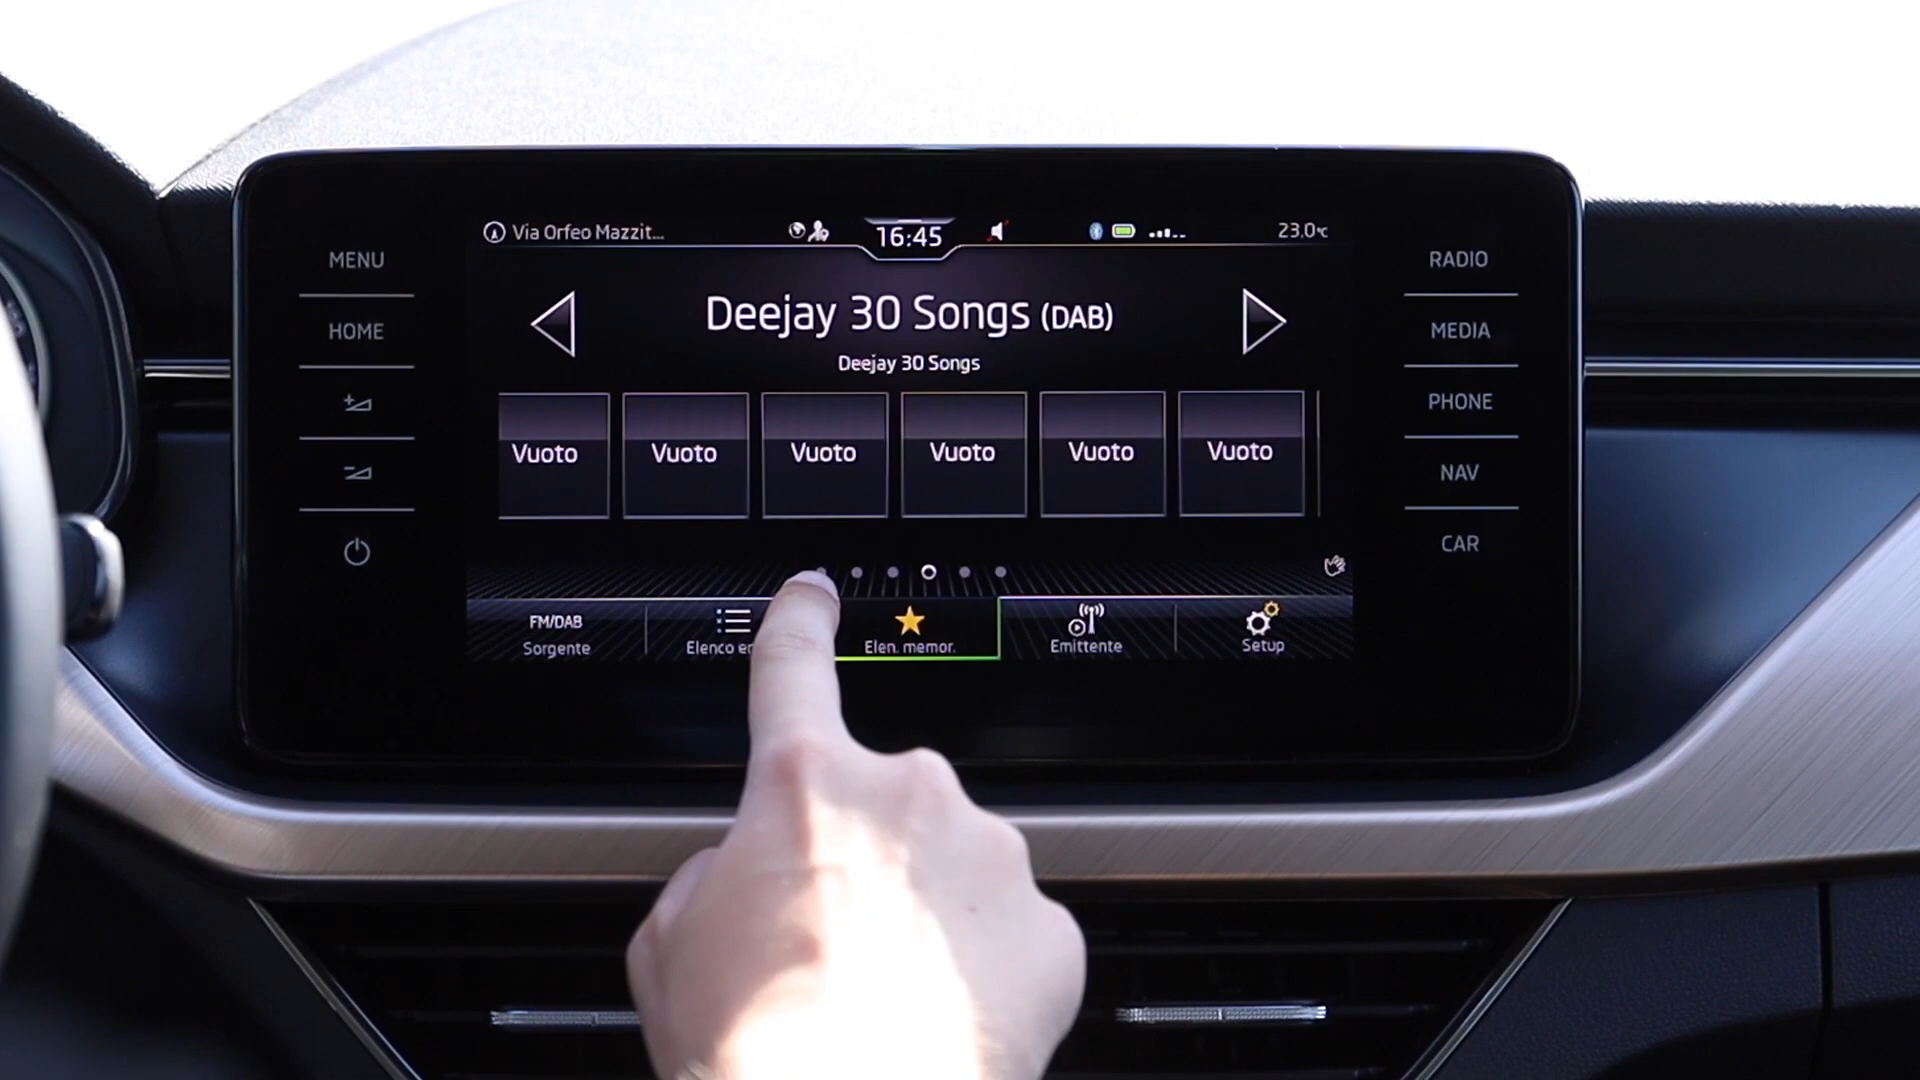 Via Orfeo Mazzit...
16:45
23.0°C
MENU
HOME
RADIO
MEDIA
PHONE
NAV
CAR
Deejay 30 Songs (DAB)
Deejay 30 Songs
Vuoto
Vuoto
Vuoto
Vuoto
Vuoto
Vuoto
FM/DAB
Sorgente
Elenco
Elen. memor.
Emittente
Setup